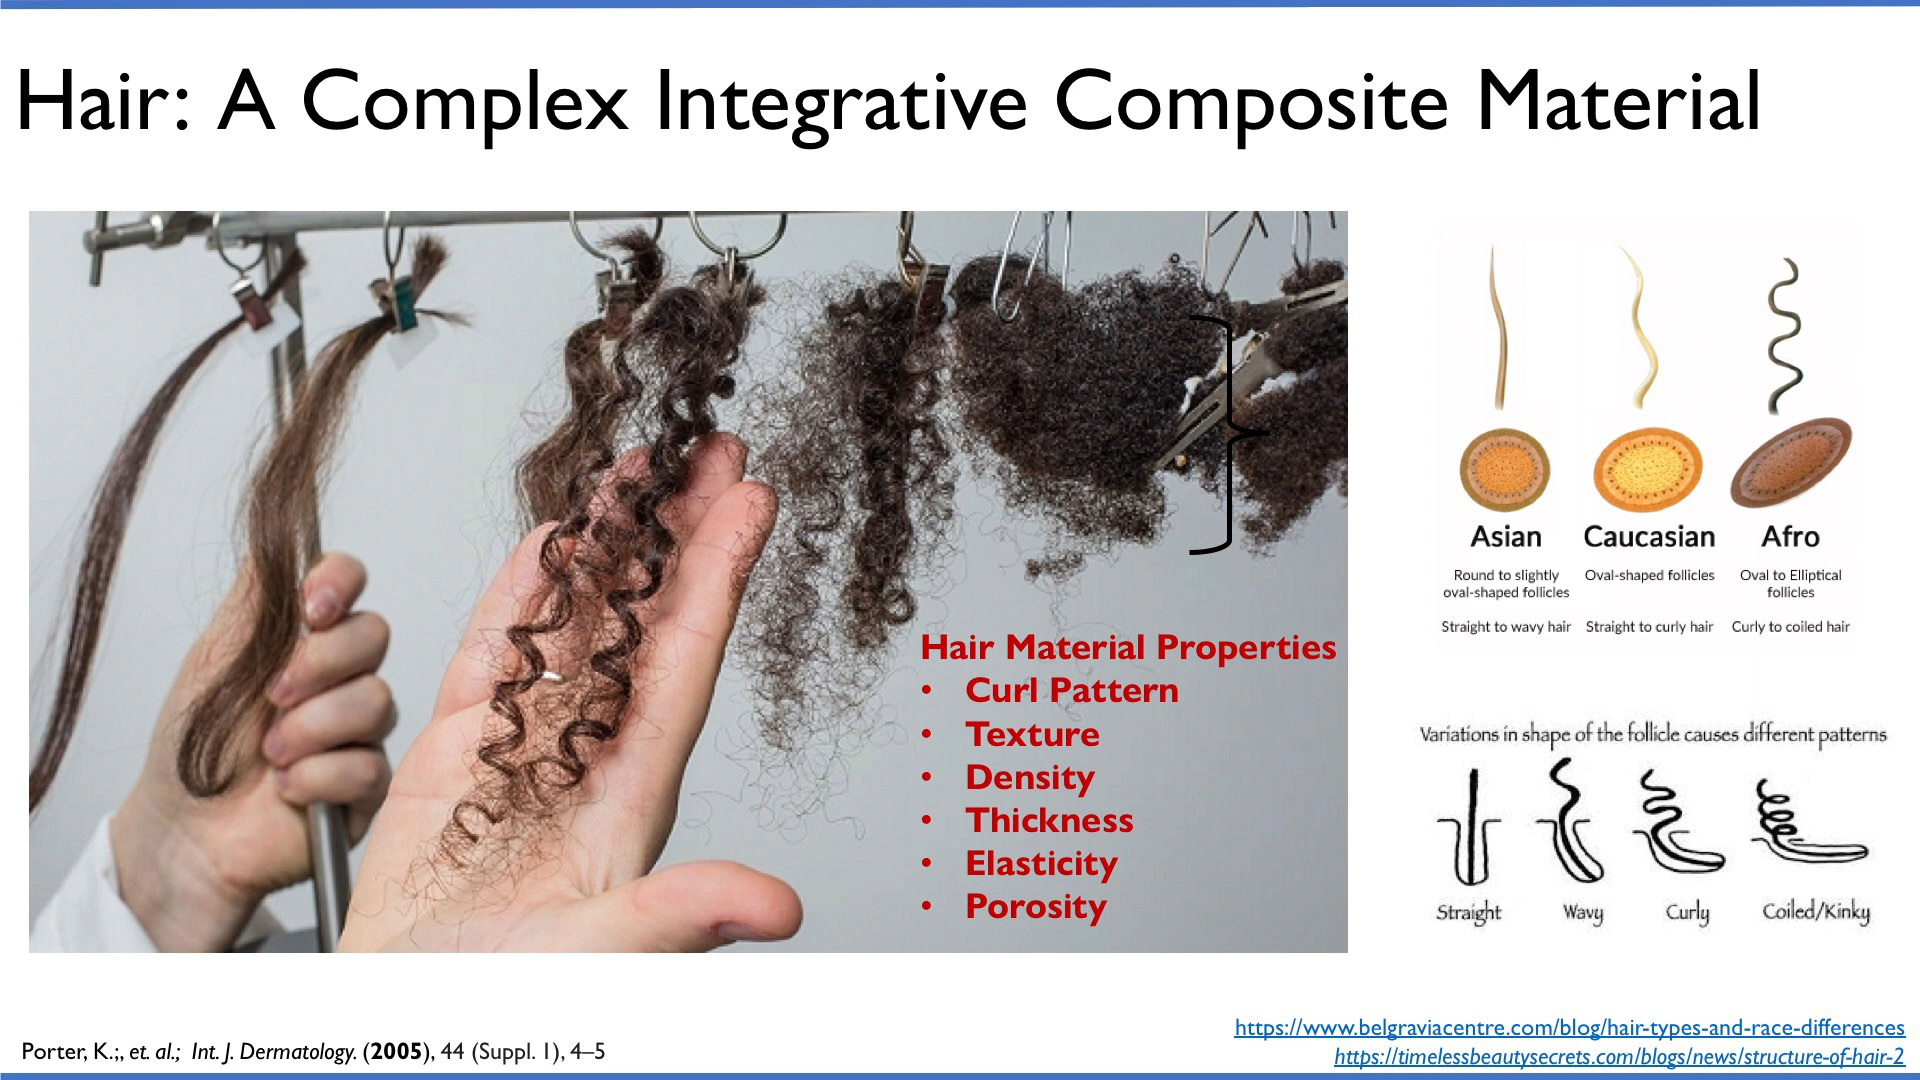 Hair: A Complex Integrative Composite Material
Hair Material Properties
• Curl Pattern
• Texture
• Density
• Thickness
• Elasticity
• Porosity
Asian
Caucasian
Afro
Round to slightly
oval-shaped follicles
Oval-shaped follicles
Oval to Elliptical
follicles
Straight to wavy hair
Straight to curly hair
Curly to coiled hair
Variations in shape of the follicle causes different patterns
Straight
Wavy
Curly
Coiled/Kinky
Porter, K.;, et. al.; Int. J. Dermatology. (2005), 44 (Suppl. 1), 4–5
https://www.belgraviacentre.com/blog/hair-types-and-race-differences
https://timelessbeautysecrets.com/blogs/news/structure-of-hair-2